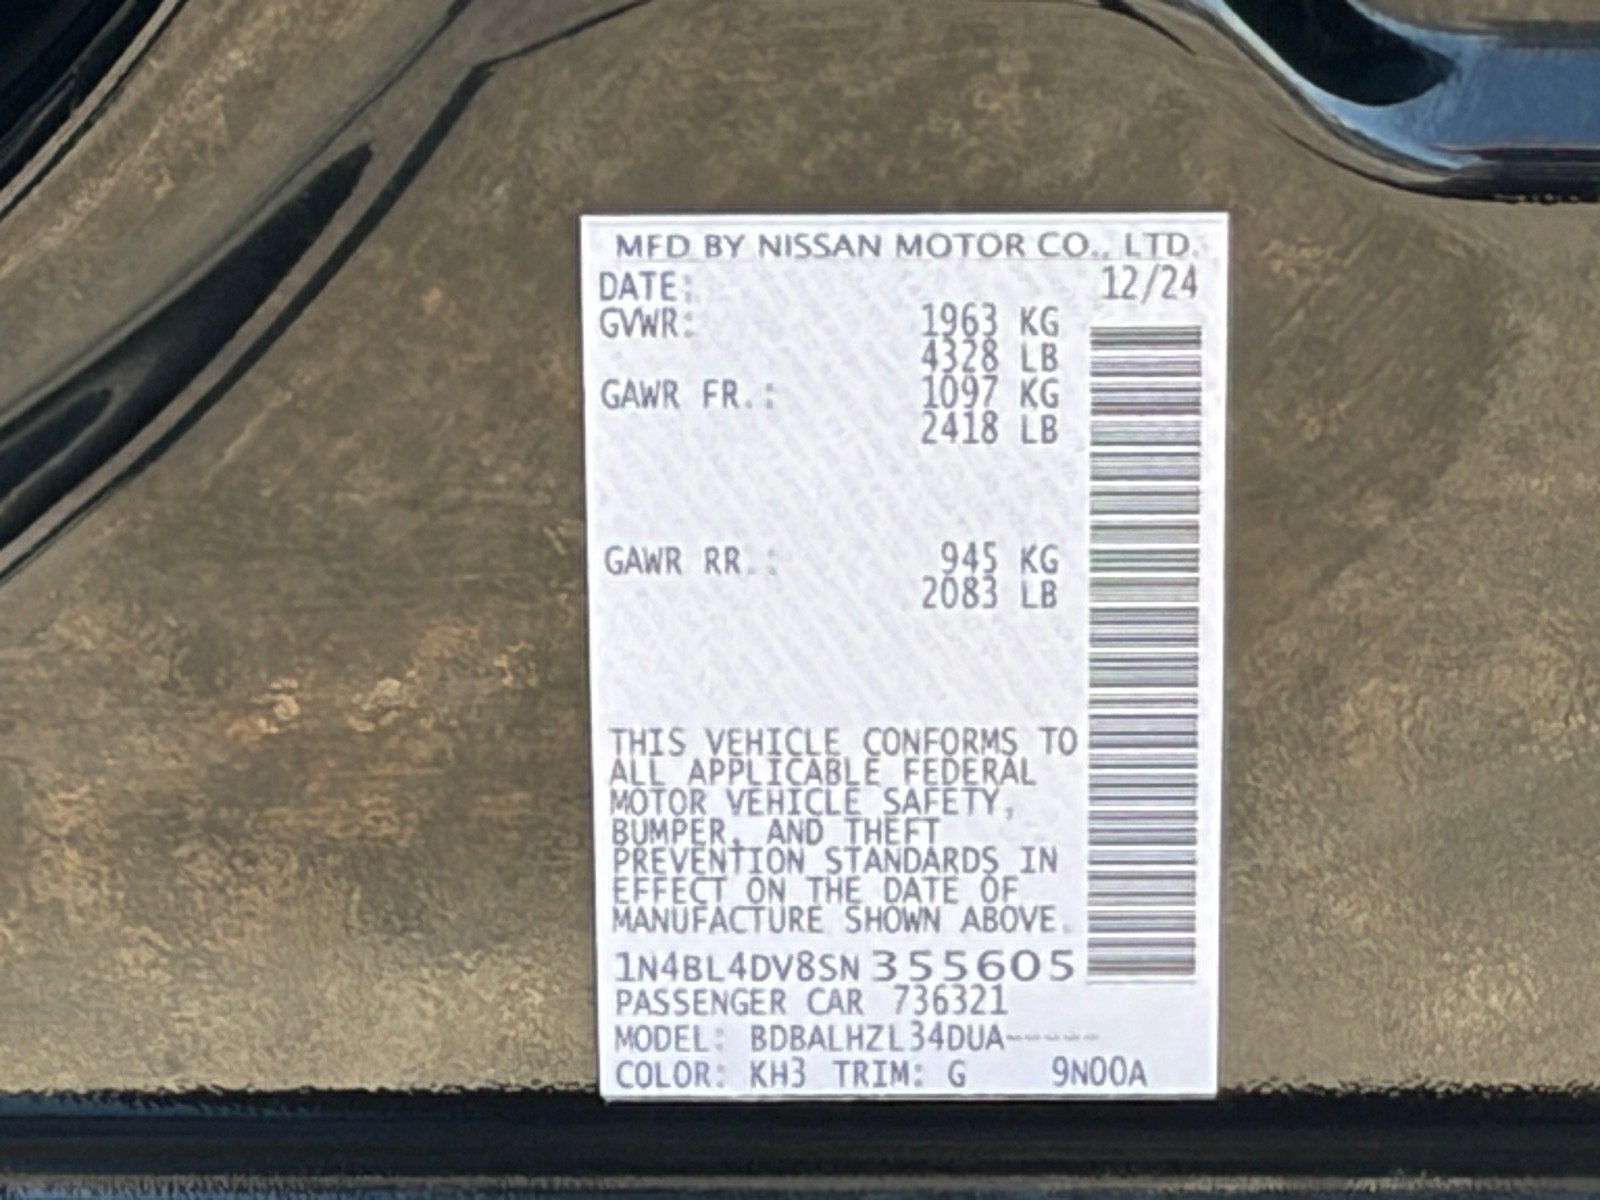 MFD BY NISSAN MOTOR CO., LTD.
DATE: 12/24
GVWR: 1963 KG
4328 LB
GAWR FR.: 1097 KG
2418 LB
GAWR RR.: 945 KG
2083 LB
THIS VEHICLE CONFORMS TO
ALL APPLICABLE FEDERAL
MOTOR VEHICLE SAFETY,
BUMPER, AND THEFT
PREVENTION STANDARDS IN
EFFECT ON THE DATE OF
MANUFACTURE SHOWN ABOVE.
1N4BL4DV8SN355605
PASSENGER CAR 736321
MODEL: BDBALHZL34DUA-----
COLOR: KH3 TRIM: G 9N00A